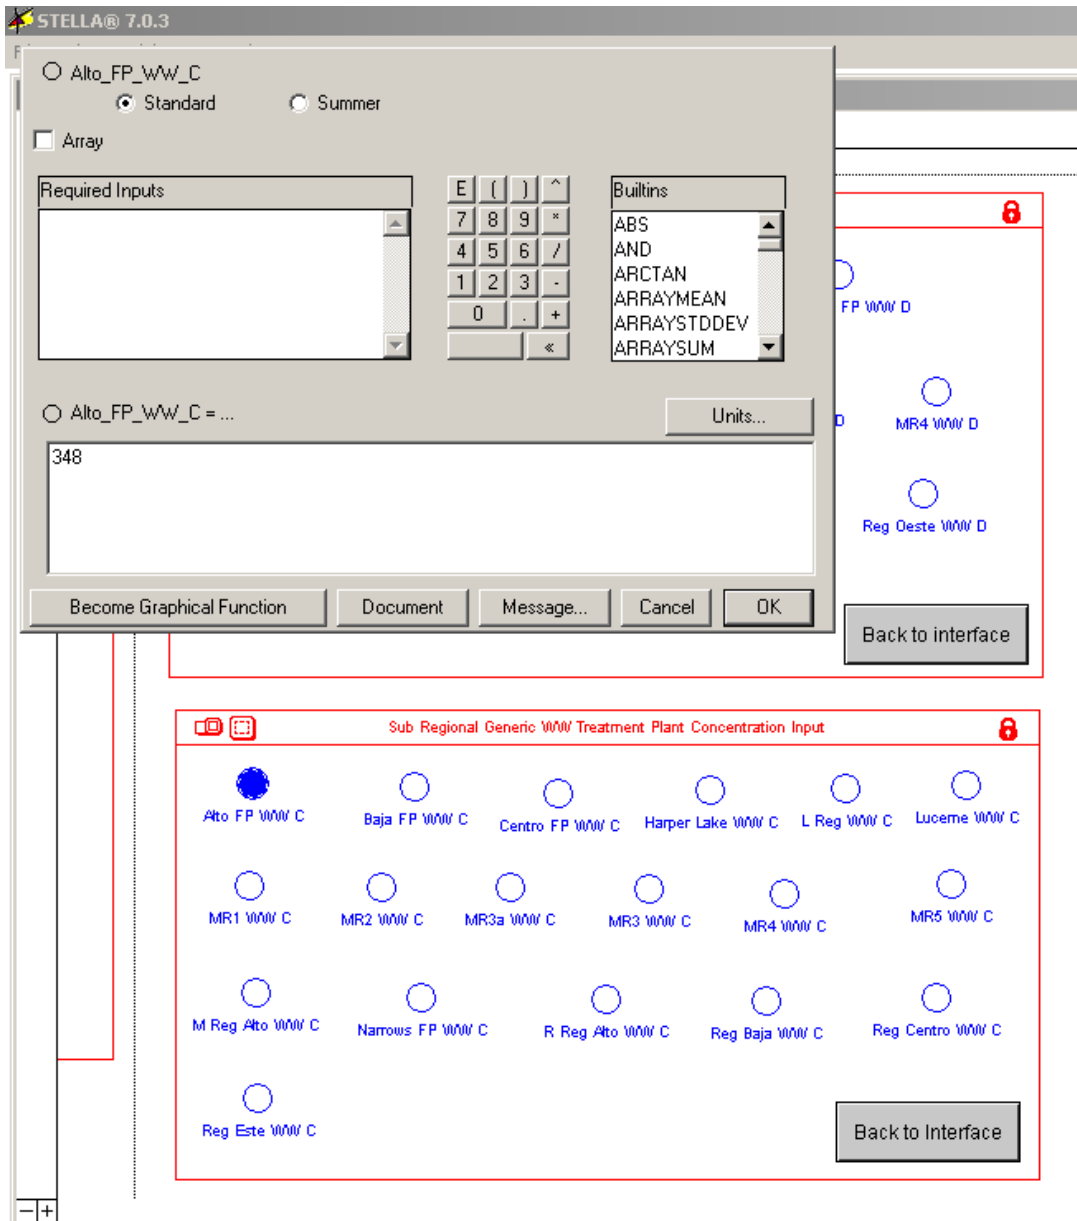 STELLA® 7.0.3
Alto_FP_WW_C
Standard Summer
Array
Required Inputs
E ( ) ^
7 8 9 *
4 5 6 /
1 2 3 -
0 . +
«
Builtins
ABS
AND
ARCTAN
ARRAYMEAN
ARRAYSTDDEV
ARRAYSUM
Alto_FP_WW_C = ...
Units...
348
Become Graphical Function Document Message... Cancel OK
FP WW D
D MR4 WW D
Reg Oeste WW D
Back to interface
Sub Regional Generic WW Treatment Plant Concentration Input
Alto FP WW C Baja FP WW C Centro FP WW C Harper Lake WW C L Reg WW C Lucerne WW C
MR1 WW C MR2 WW C MR3a WW C MR3 WW C MR4 WW C MR5 WW C
M Reg Alto WW C Narrows FP WW C R Reg Alto WW C Reg Baja WW C Reg Centro WW C
Reg Este WW C
Back to Interface